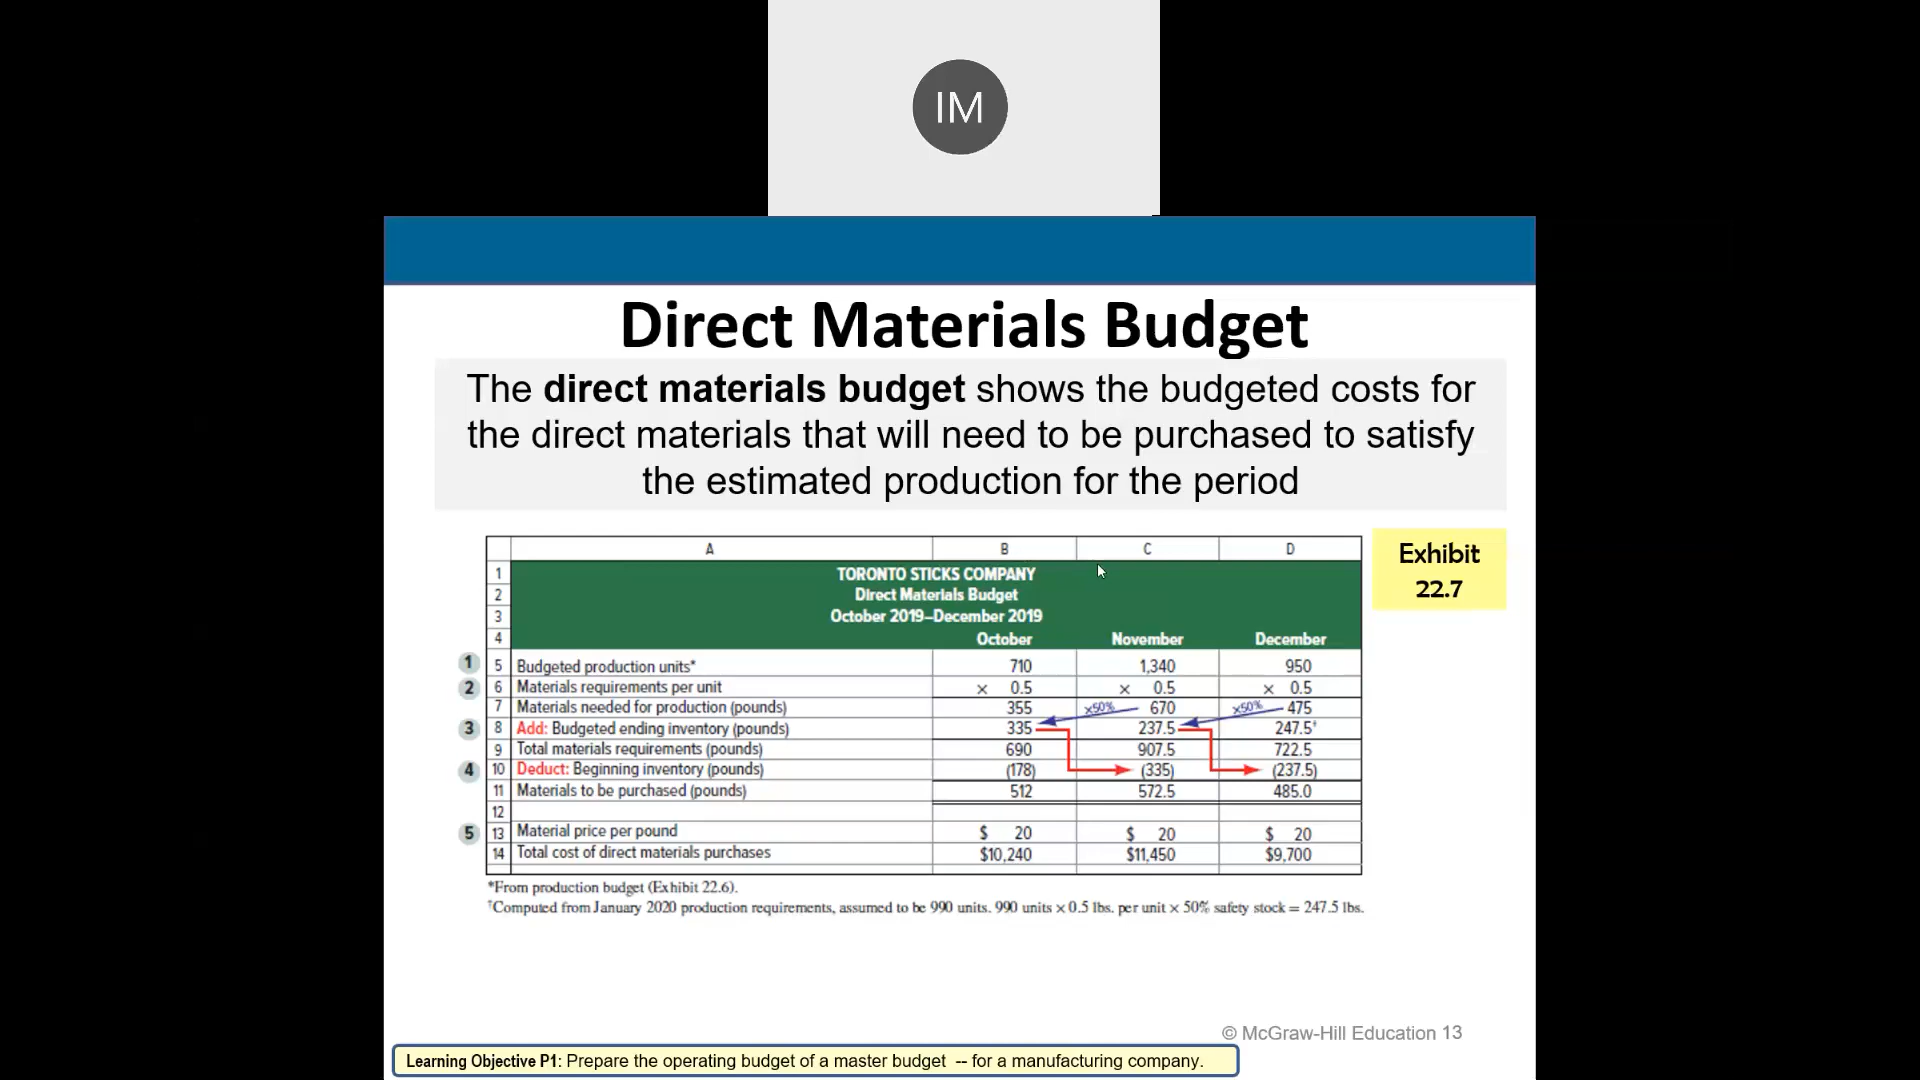 IM
Direct Materials Budget
The direct materials budget shows the budgeted costs for
the direct materials that will need to be purchased to satisfy
the estimated production for the period
Exhibit
22.7
A B C D
1 TORONTO STICKS COMPANY
2 Direct Materials Budget
3 October 2019–December 2019
4 October November December
1 5 Budgeted production units* 710 1,340 950
2 6 Materials requirements per unit × 0.5 × 0.5 × 0.5
7 Materials needed for production (pounds) 355 x50% 670 x50% 475
3 8 Add: Budgeted ending inventory (pounds) 335 237.5 247.5†
9 Total materials requirements (pounds) 690 907.5 722.5
4 10 Deduct: Beginning inventory (pounds) (178) (335) (237.5)
11 Materials to be purchased (pounds) 512 572.5 485.0
12
5 13 Material price per pound $ 20 $ 20 $ 20
14 Total cost of direct materials purchases $10,240 $11,450 $9,700
*From production budget (Exhibit 22.6).
†Computed from January 2020 production requirements, assumed to be 990 units. 990 units × 0.5 lbs. per unit × 50% safety stock = 247.5 lbs.
© McGraw-Hill Education 13
Learning Objective P1: Prepare the operating budget of a master budget -- for a manufacturing company.